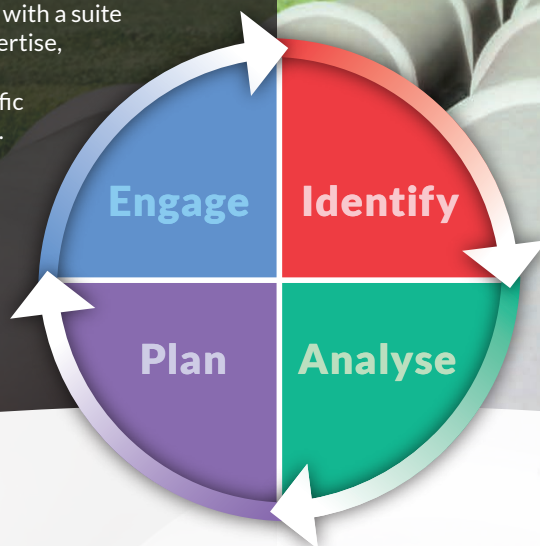 with a suite
ertise,
fic
.
Engage
Identify
Plan
Analyse